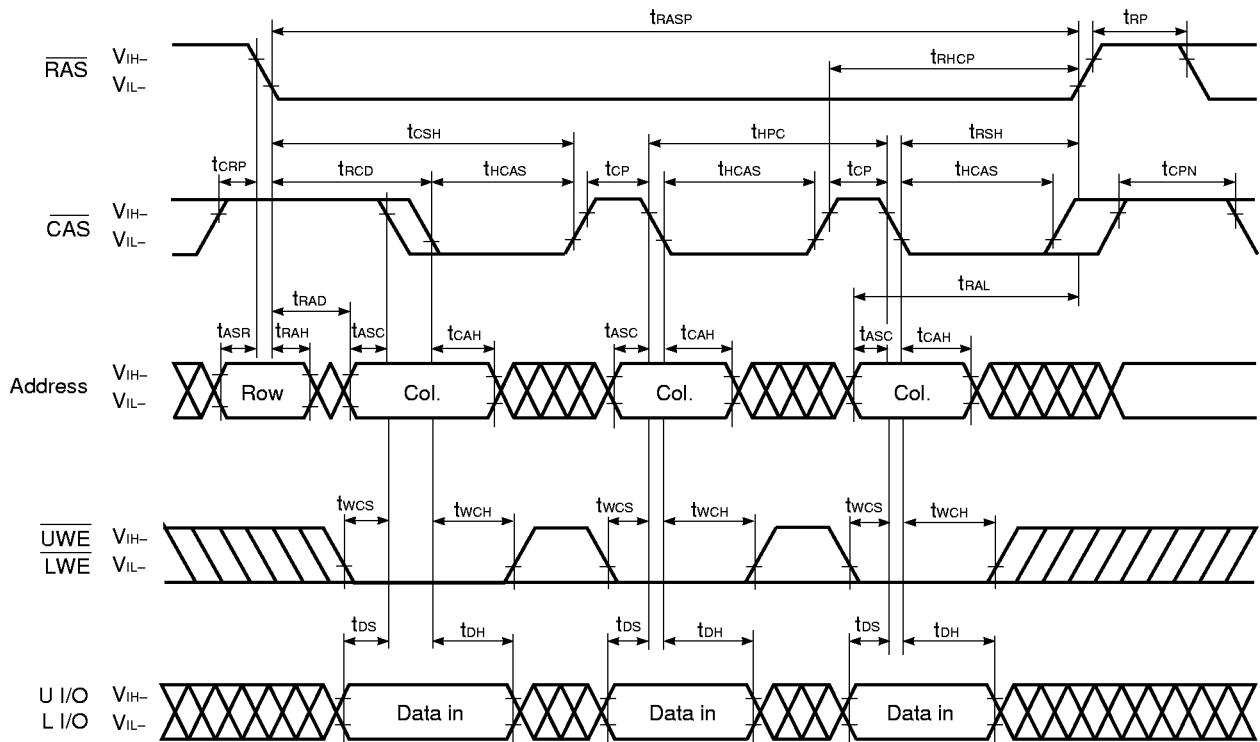 tRASP
tRP
RAS
VIH–
VIL–
tRHCP
tCSH
tHPC
tRSH
tCRP
tRCD
tHCAS
tCP
tHCAS
tCP
tHCAS
tCPN
CAS
VIH–
VIL–
tRAD
tRAL
tASR
tRAH
tASC
tCAH
tASC
tCAH
tASC
tCAH
Address
VIH–
VIL–
Row
Col.
Col.
Col.
tWCS
tWCH
tWCS
tWCH
tWCS
tWCH
UWE
LWE
VIH–
VIL–
tDS
tDH
tDS
tDH
tDS
tDH
U I/O
L I/O
VIH–
VIL–
Data in
Data in
Data in